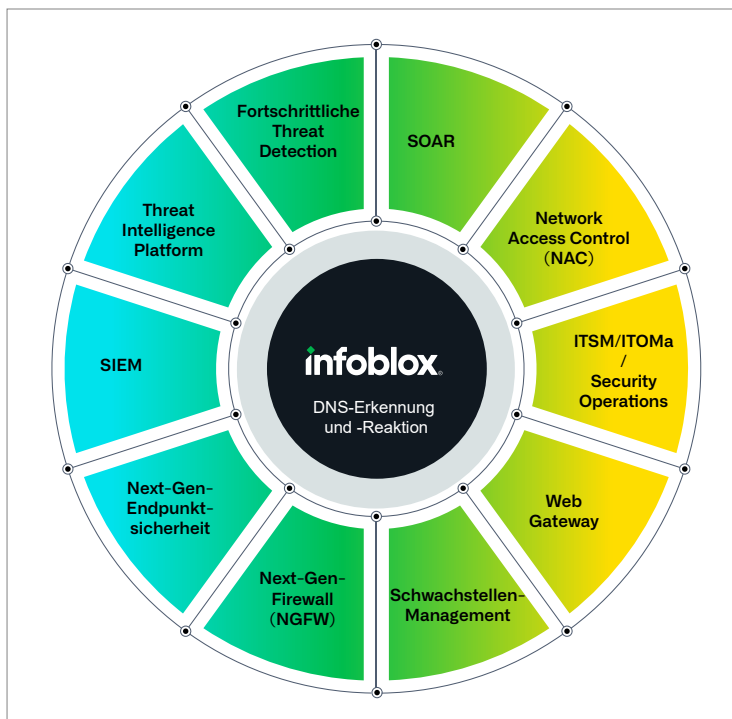 Fortschrittliche
Threat
Detection
SOAR
Network
Access Control
(NAC)
ITSM/ITOMa
/
Security
Operations
Web
Gateway
Schwachstellen-
Management
Next-Gen-
Firewall
(NGFW)
Next-Gen-
Endpunkt-
sicherheit
SIEM
Threat
Intelligence
Platform
infoblox®
DNS-Erkennung
und -Reaktion